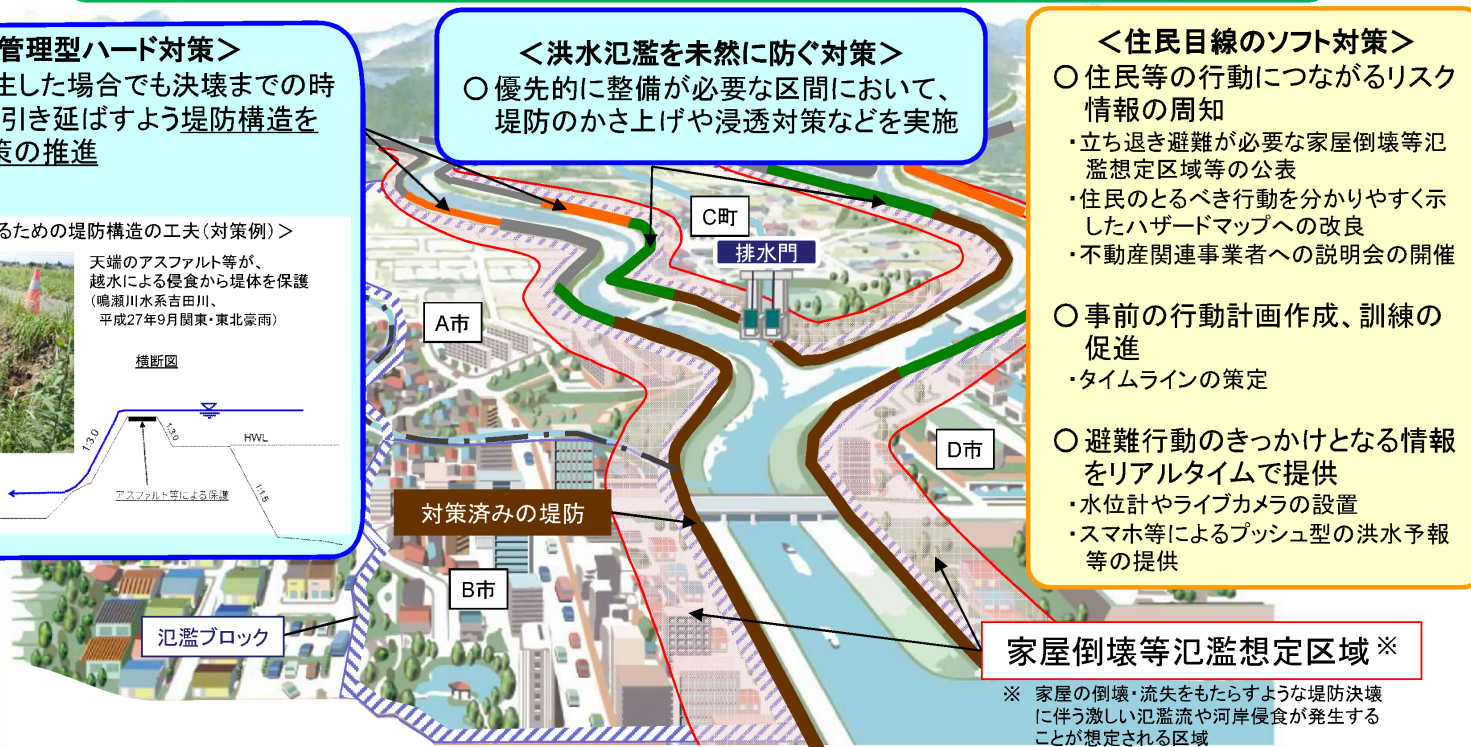 管理型ハード対策＞
生した場合でも決壊までの時
引き延ばすよう堤防構造を
策の推進
るための堤防構造の工夫(対策例)＞
天端のアスファルト等が、
越水による侵食から堤体を保護
(鳴瀬川水系吉田川、
平成27年9月関東・東北豪雨)
横断図
1:3.0
1:3.0
HWL
1:1.5
アスファルト等による保護
＜洪水氾濫を未然に防ぐ対策＞
○優先的に整備が必要な区間において、
堤防のかさ上げや浸透対策などを実施
C町
排水門
A市
D市
対策済みの堤防
B市
氾濫ブロック
＜住民目線のソフト対策＞
○住民等の行動につながるリスク
情報の周知
・立ち退き避難が必要な家屋倒壊等氾
濫想定区域等の公表
・住民のとるべき行動を分かりやすく示
したハザードマップへの改良
・不動産関連事業者への説明会の開催
○事前の行動計画作成、訓練の
促進
・タイムラインの策定
○避難行動のきっかけとなる情報
をリアルタイムで提供
・水位計やライブカメラの設置
・スマホ等によるプッシュ型の洪水予報
等の提供
家屋倒壊等氾濫想定区域※
※ 家屋の倒壊・流失をもたらすような堤防決壊
に伴う激しい氾濫流や河岸侵食が発生する
ことが想定される区域